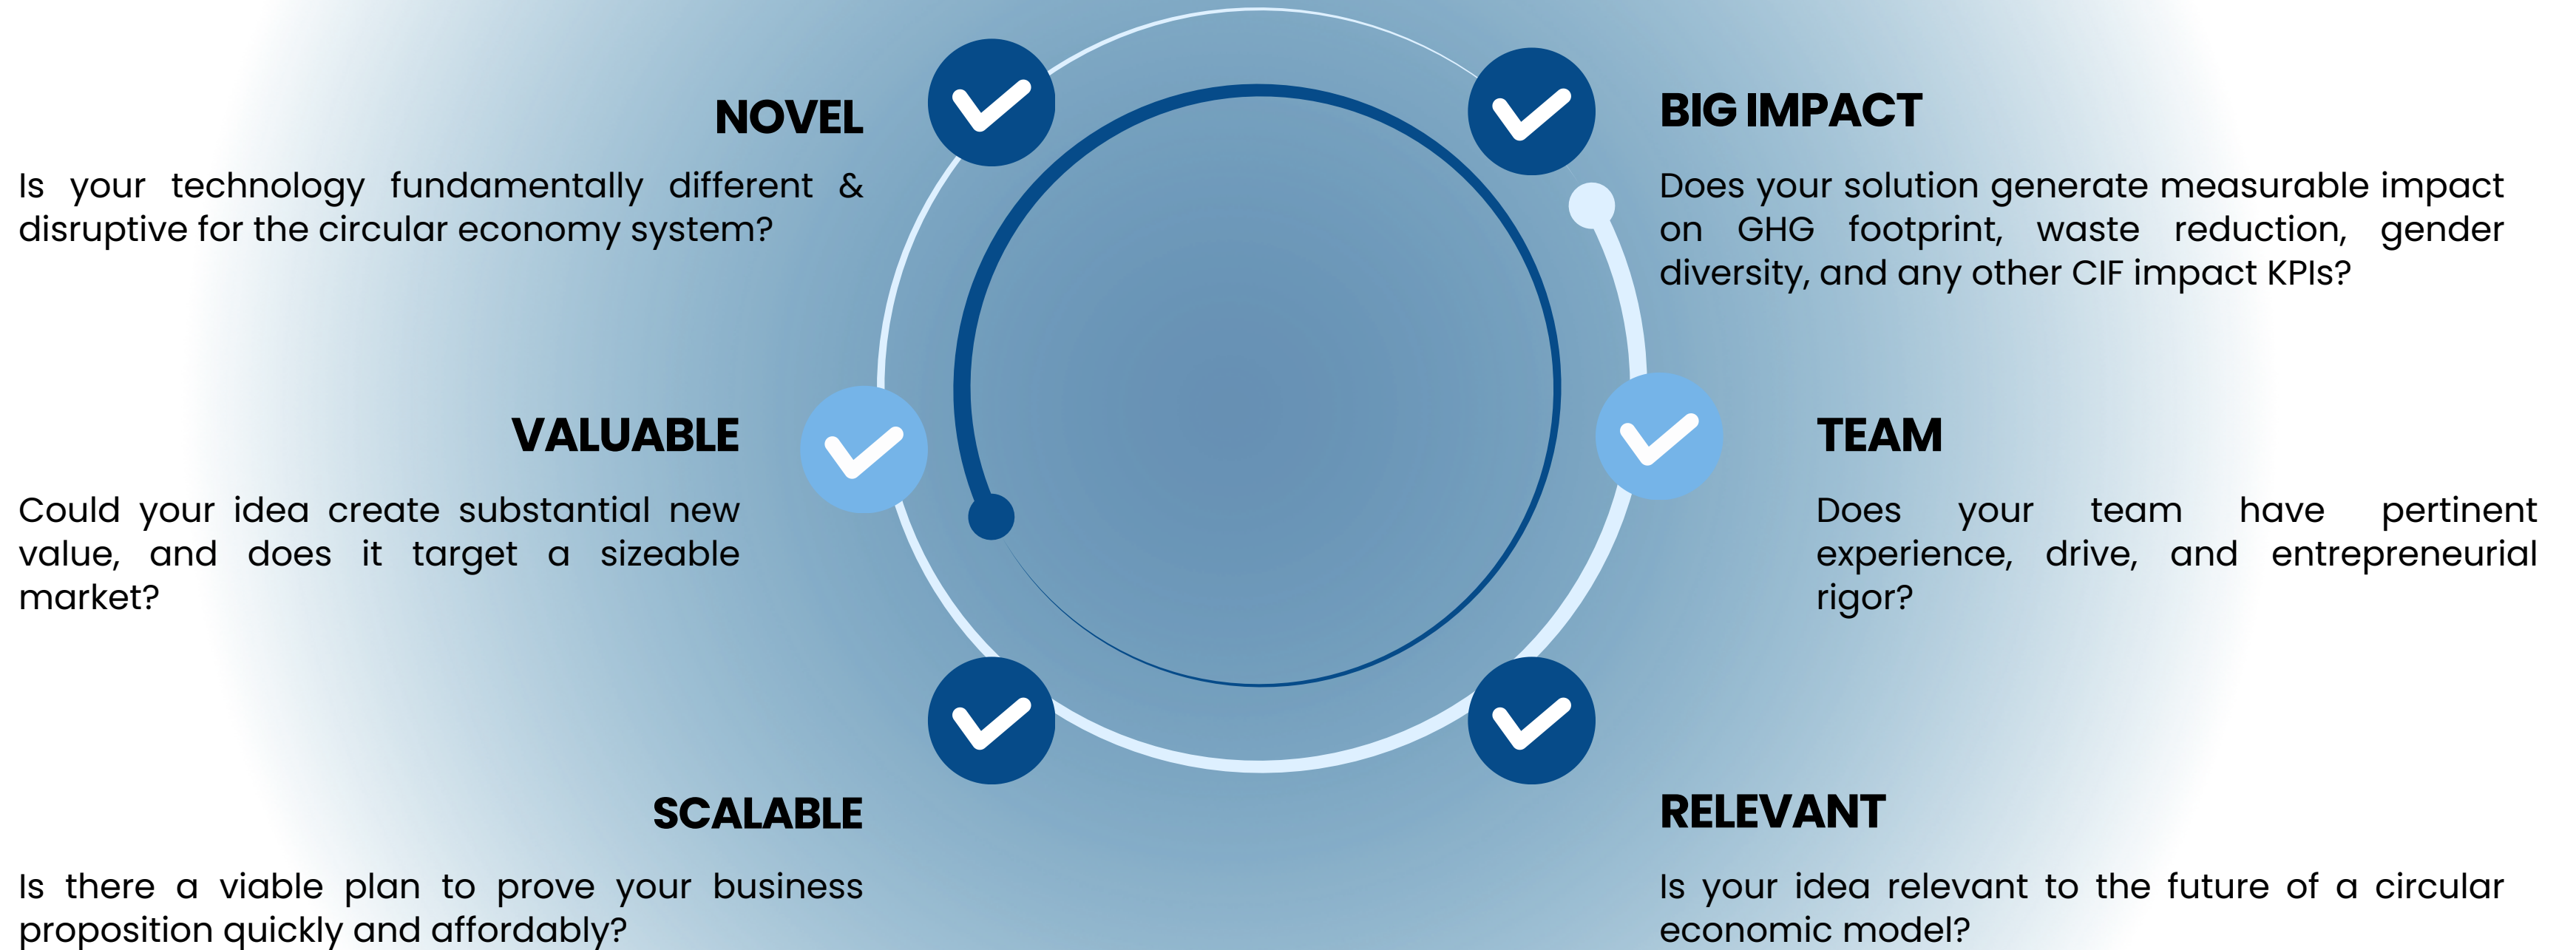 NOVEL
Is your technology fundamentally different &
disruptive for the circular economy system?
VALUABLE
Could your idea create substantial new
value, and does it target a sizeable
market?
SCALABLE
Is there a viable plan to prove your business
proposition quickly and affordably?
BIG IMPACT
Does your solution generate measurable impact
on GHG footprint, waste reduction, gender
diversity, and any other CIF impact KPIs?
TEAM
Does your team have pertinent
experience, drive, and entrepreneurial
rigor?
RELEVANT
Is your idea relevant to the future of a circular
economic model?